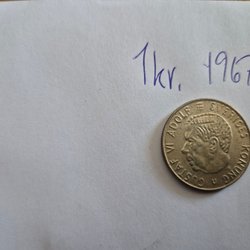 1kr. 196
GUSTAF VI ADOLF SVERIGES KONUNG